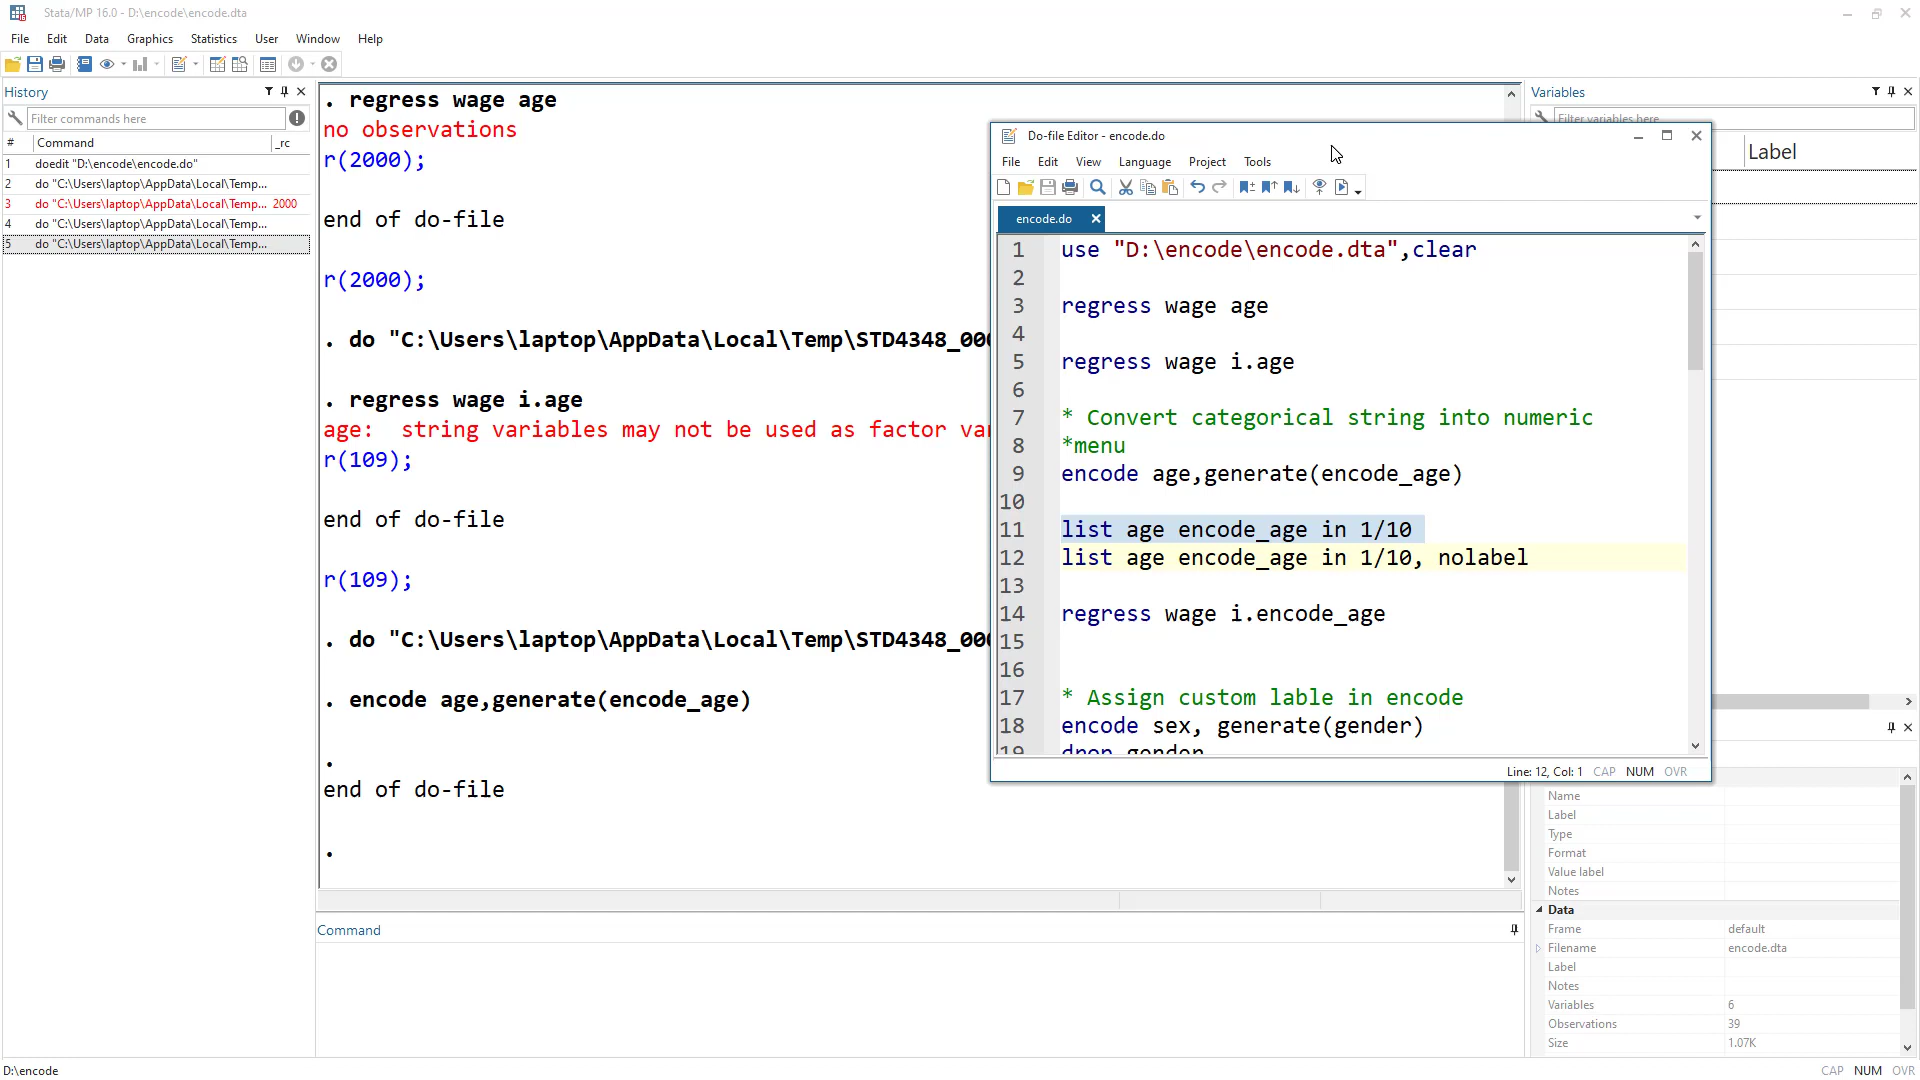 Stata/MP 16.0 - D:\encode\encode.dta
File Edit Data Graphics Statistics User Window Help
History
Filter commands here
# Command _rc
1 doedit "D:\encode\encode.do"
2 do "C:\Users\laptop\AppData\Local\Temp...
3 do "C:\Users\laptop\AppData\Local\Temp... 2000
4 do "C:\Users\laptop\AppData\Local\Temp...
5 do "C:\Users\laptop\AppData\Local\Temp...
. regress wage age
no observations
r(2000);
end of do-file
r(2000);
. do "C:\Users\laptop\AppData\Local\Temp\STD4348_000
. regress wage i.age
age: string variables may not be used as factor va
r(109);
end of do-file
r(109);
. do "C:\Users\laptop\AppData\Local\Temp\STD4348_000
. encode age,generate(encode_age)
.
end of do-file
.
Command
Do-file Editor - encode.do
File Edit View Language Project Tools
encode.do
1 use "D:\encode\encode.dta",clear
2
3 regress wage age
4
5 regress wage i.age
6
7 * Convert categorical string into numeric
8 *menu
9 encode age,generate(encode_age)
10
11 list age encode_age in 1/10
12 list age encode_age in 1/10, nolabel
13
14 regress wage i.encode_age
15
16
17 * Assign custom lable in encode
18 encode sex, generate(gender)
19 drop gender
Line: 12, Col: 1 CAP NUM OVR
Variables
Filter variables here
Label
Name
Label
Type
Format
Value label
Notes
Data
Frame default
Filename encode.dta
Label
Notes
Variables 6
Observations 39
Size 1.07K
D:\encode
CAP NUM OVR